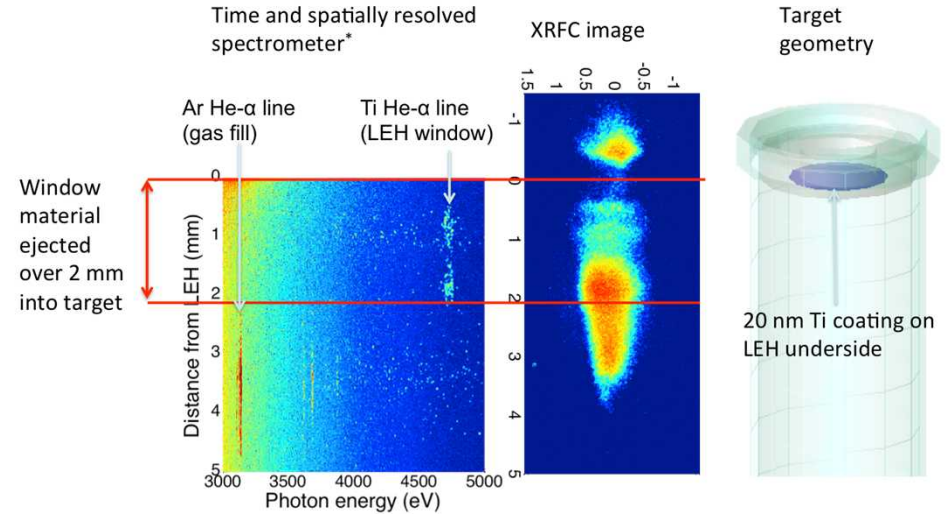 Time and spatially resolved
spectrometer*
XRFC image
Target
geometry
Ar He-α line
(gas fill)
Ti He-α line
(LEH window)
Window
material
ejected
over 2 mm
into target
Distance from LEH (mm)
0
1
2
3
4
5
3000 3500 4000 4500 5000
Photon energy (eV)
1.5 1 0.5 0 -0.5 -1
-1
0
1
2
3
4
5
20 nm Ti coating on
LEH underside